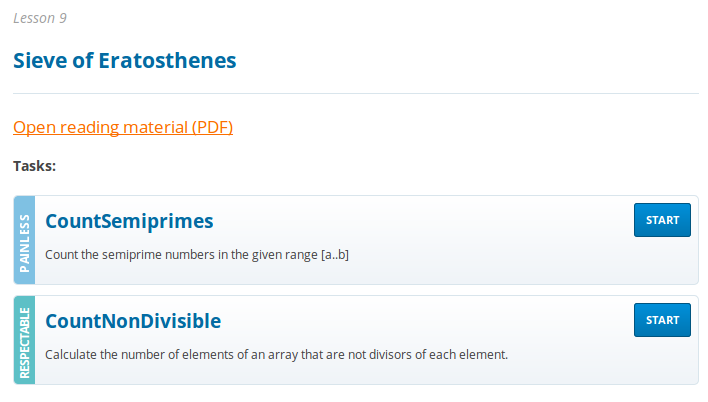 Lesson 9
Sieve of Eratosthenes
Open reading material (PDF)
Tasks:
PAINLESS
CountSemiprimes
START
Count the semiprime numbers in the given range [a..b]
RESPECTABLE
CountNonDivisible
START
Calculate the number of elements of an array that are not divisors of each element.